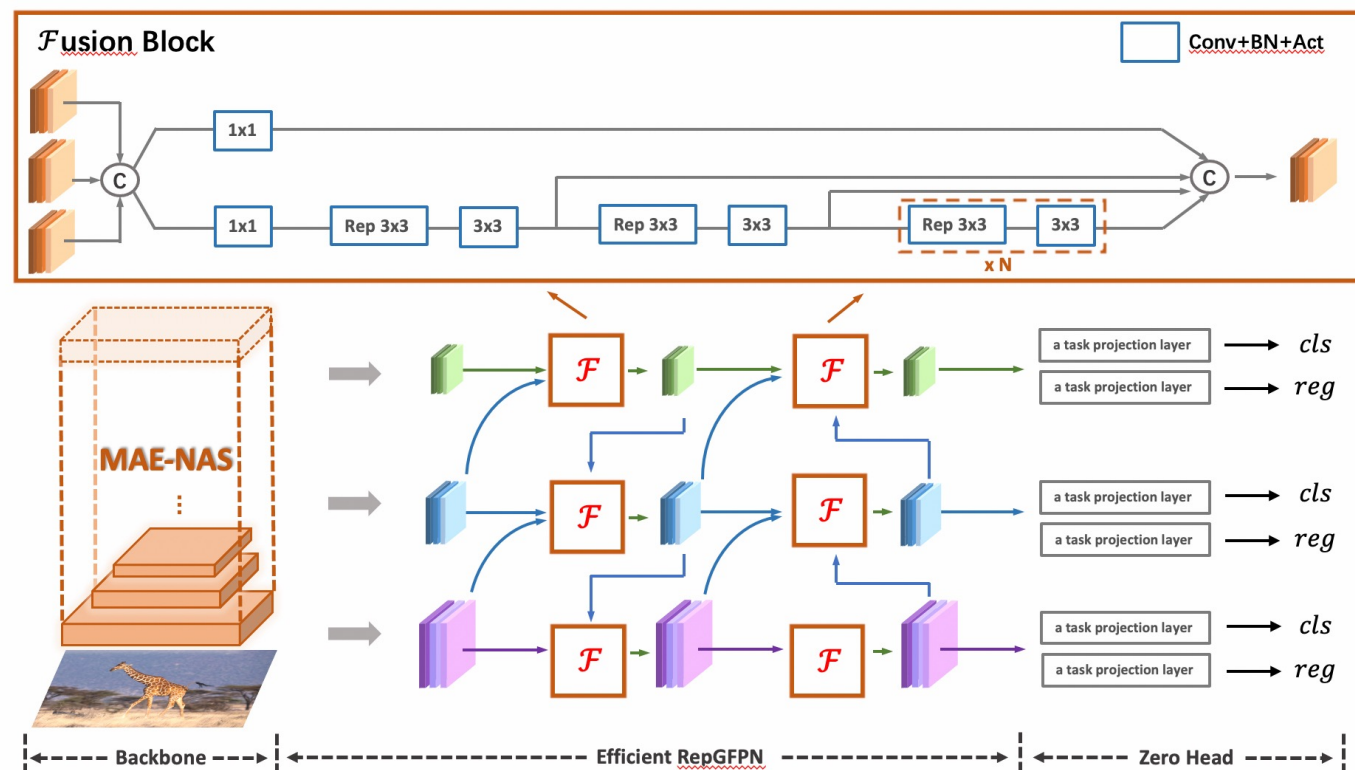 ℱusion Block
Conv+BN+Act
1x1
C
C
1x1
Rep 3x3
3x3
Rep 3x3
3x3
Rep 3x3
3x3
x N
MAE-NAS
⋮
ℱ
ℱ
a task projection layer
cls
a task projection layer
reg
ℱ
ℱ
a task projection layer
cls
a task projection layer
reg
ℱ
ℱ
a task projection layer
cls
a task projection layer
reg
Backbone
Efficient RepGFPN
Zero Head